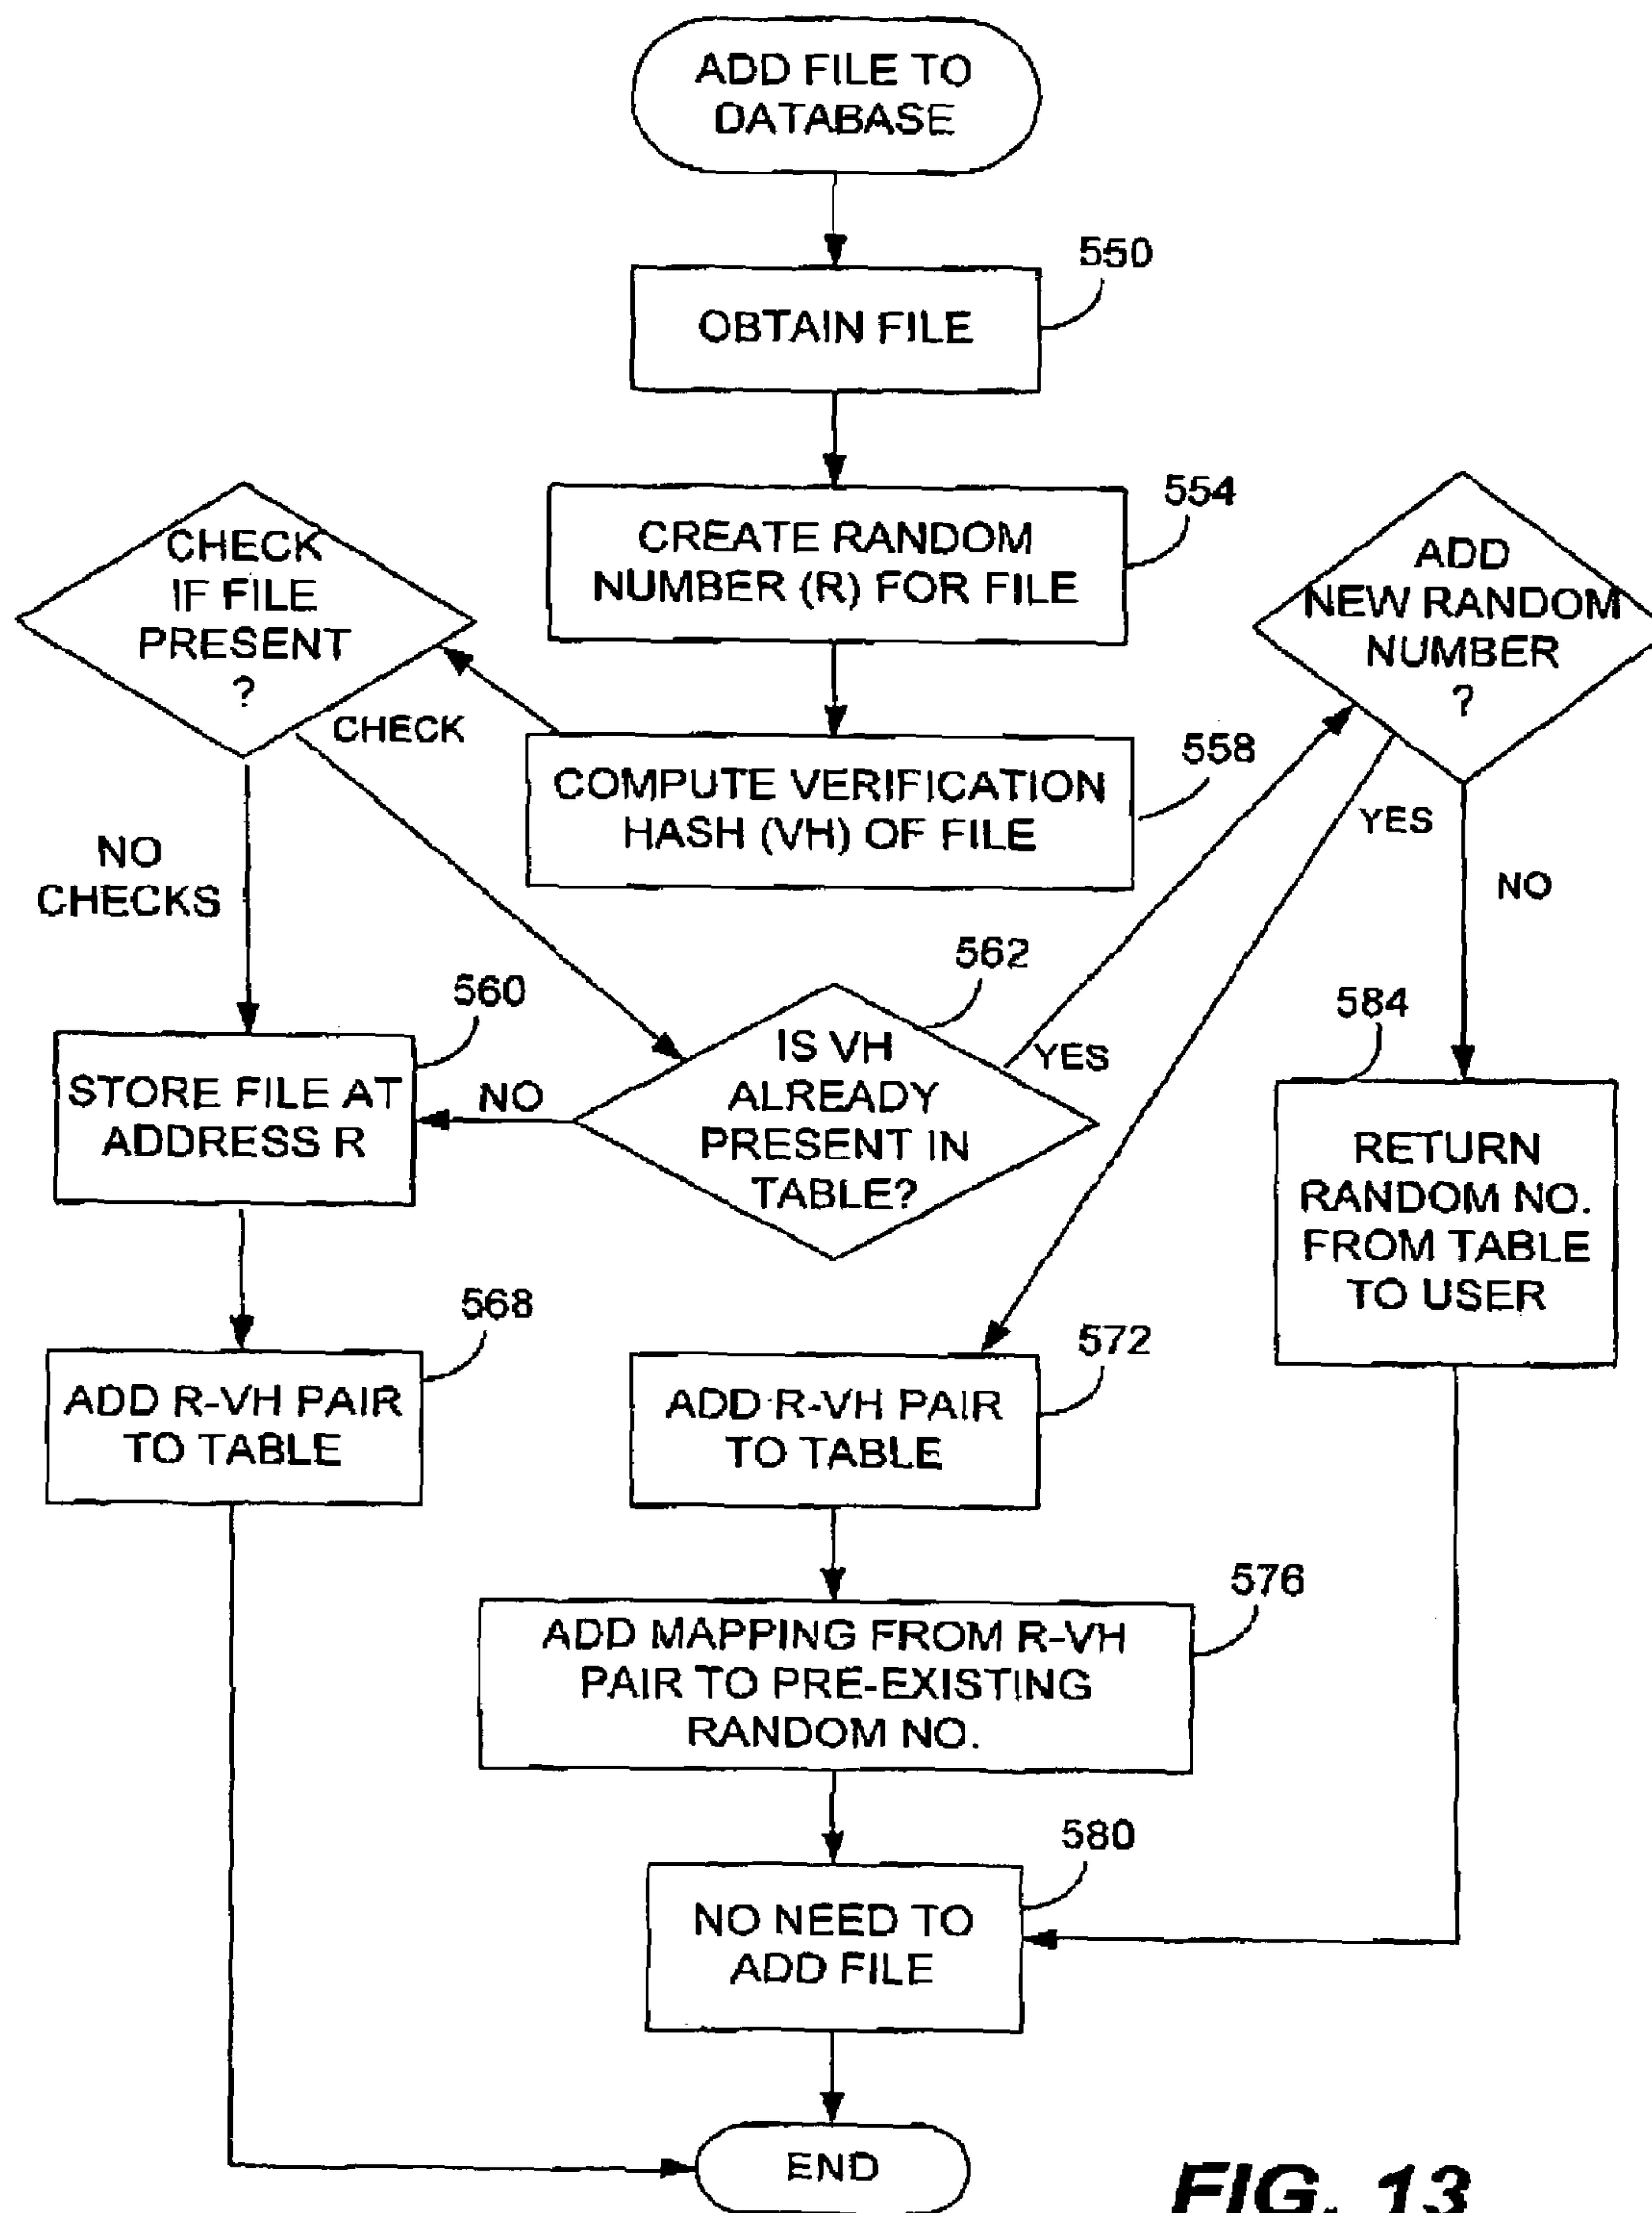 ADD FILE TO
DATABASE
550
OBTAIN FILE
554
CREATE RANDOM
NUMBER (R) FOR FILE
CHECK
IF FILE
PRESENT
?
ADD
NEW RANDOM
NUMBER
?
CHECK
558
COMPUTE VERIFICATION
HASH (VH) OF FILE
YES
NO
CHECKS
NO
562
560
584
IS VH
ALREADY
PRESENT IN
TABLE?
YES
STORE FILE AT
ADDRESS R
NO
RETURN
RANDOM NO.
FROM TABLE
TO USER
568
572
ADD R-VH PAIR
TO TABLE
ADD R-VH PAIR
TO TABLE
576
ADD MAPPING FROM R-VH
PAIR TO PRE-EXISTING
RANDOM NO.
580
NO NEED TO
ADD FILE
END
FIG. 13